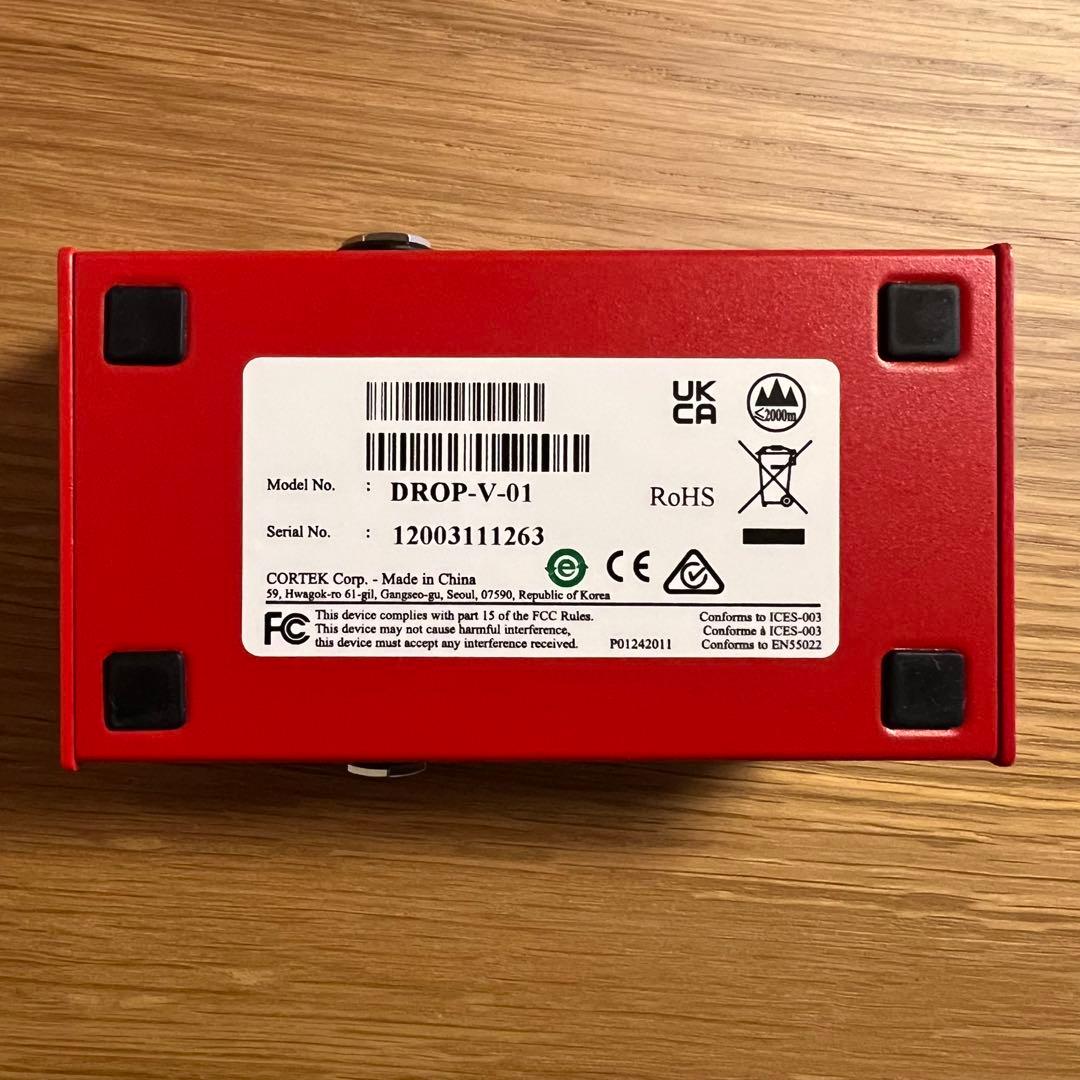 UK
CA
≤2000m
Model No. : DROP-V-01
RoHS
Serial No. : 12003111263
e
CE
CORTEK Corp. - Made in China
59, Hwagok-ro 61-gil, Gangseo-gu, Seoul, 07590, Republic of Korea
FC
This device complies with part 15 of the FCC Rules.
This device may not cause harmful interference,
this device must accept any interference received.
P01242011
Conforms to ICES-003
Conforme à ICES-003
Conforms to EN55022